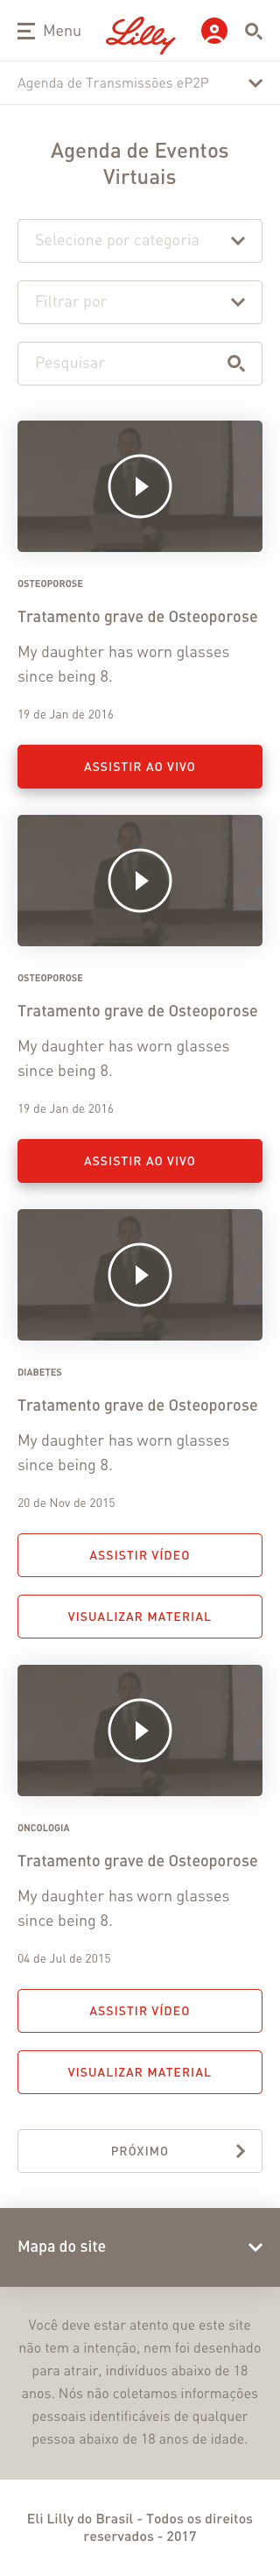 Menu
Lilly
Agenda de Transmissões eP2P
Agenda de Eventos
Virtuais
Selecione por categoria
Filtrar por
Pesquisar
OSTEOPOROSE
Tratamento grave de Osteoporose
My daughter has worn glasses
since being 8.
19 de Jan de 2016
ASSISTIR AO VIVO
OSTEOPOROSE
Tratamento grave de Osteoporose
My daughter has worn glasses
since being 8.
19 de Jan de 2016
ASSISTIR AO VIVO
DIABETES
Tratamento grave de Osteoporose
My daughter has worn glasses
since being 8.
20 de Nov de 2015
ASSISTIR VÍDEO
VISUALIZAR MATERIAL
ONCOLOGIA
Tratamento grave de Osteoporose
My daughter has worn glasses
since being 8.
04 de Jul de 2015
ASSISTIR VÍDEO
VISUALIZAR MATERIAL
PRÓXIMO
Mapa do site
Você deve estar atento que este site
não tem a intenção, nem foi desenhado
para atrair, indivíduos abaixo de 18
anos. Nós não coletamos informações
pessoais identificáveis de qualquer
pessoa abaixo de 18 anos de idade.
Eli Lilly do Brasil - Todos os direitos
reservados - 2017